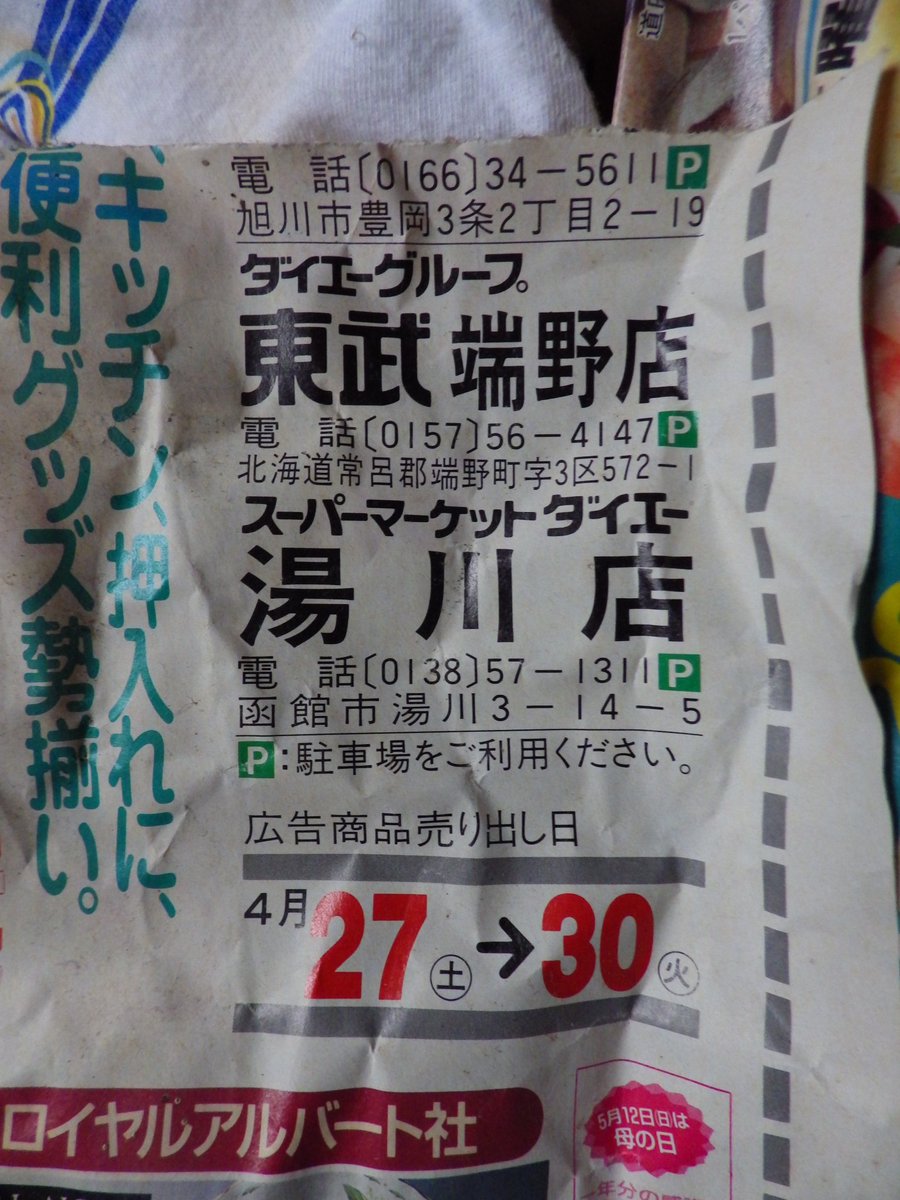 電話〔0166〕34－5611 P
旭川市豊岡3条2丁目2－19
ダイエーグループ。
東武 端野店
電話〔0157〕56－4147 P
北海道常呂郡端野町字3区572－1
スーパーマーケットダイエー
湯川店
電話〔0138〕57－1311 P
函館市湯川3－14－5
P：駐車場をご利用ください。
広告商品売り出し日
4月27㊏→30㊋
キッチン、押入れに、
便利グッズ勢揃い。
ロイヤルアルバート社
5月12日(日)は
母の日